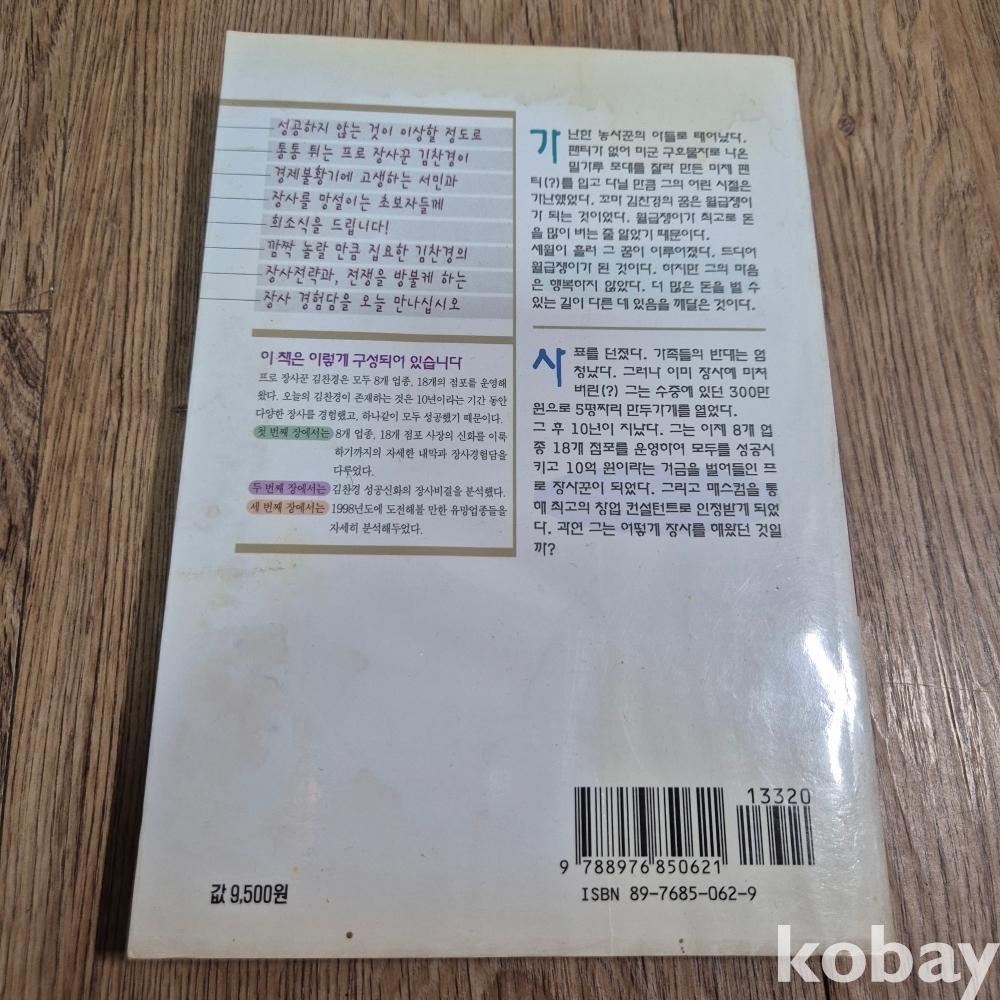 성공하지 않는 것이 이상할 정도로
통통 튀는 프로 장사꾼 김찬경이
경제불황기에 고생하는 서민과
장사를 망설이는 초보자들께
희소식을 드립니다!
깜짝 놀랄 만큼 집요한 김찬경의
장사전략과, 전쟁을 방불케 하는
장사 경험담을 오늘 만나십시오
이 책은 이렇게 구성되어 있습니다
프로 장사꾼 김찬경은 모두 8개 업종, 18개의 점포를 운영해
왔다. 오늘의 김찬경이 존재하는 것은 10년이라는 기간 동안
다양한 장사를 경험했고, 하나같이 모두 성공했기 때문이다.
첫 번째 장에서는 8개 업종, 18개 점포 사장의 신화를 이룩
하기까지의 자세한 내막과 장사경험담을
다루었다.
두 번째 장에서는 김찬경 성공신화의 장사비결을 분석했다.
세 번째 장에서는 1998년도에 도전해볼 만한 유망업종들을
자세히 분석해두었다.
가난한 농사꾼의 아들로 태어났다.
팬티가 없어 미군 구호물자로 나온
밀가루 포대를 잘라 만든 미제 팬
티(?)를 입고 다닐 만큼 그의 어린 시절은
가난했었다. 꼬마 김찬경의 꿈은 월급쟁이
가 되는 것이었다. 월급쟁이가 최고로 돈
을 많이 버는 줄 알았기 때문이다.
세월이 흘러 그 꿈이 이루어졌다. 드디어
월급쟁이가 된 것이다. 하지만 그의 마음
은 행복하지 않았다. 더 많은 돈을 벌 수
있는 길이 다른 데 있음을 깨달은 것이다.
사표를 던졌다. 가족들의 반대는 엄
청났다. 그러나 이미 장사에 미쳐
버린(?) 그는 수중에 있던 300만
원으로 5평짜리 만두가게를 열었다.
그 후 10년이 지났다. 그는 이제 8개 업
종 18개 점포를 운영하여 모두를 성공시
키고 10억 원이라는 거금을 벌어들인 프
로 장사꾼이 되었다. 그리고 매스컴을 통
해 최고의 창업 컨설턴트로 인정받게 되었
다. 과연 그는 어떻게 장사를 해왔던 것일
까?
13320
9 788976 850621
ISBN 89-7685-062-9
값 9,500원
kobay